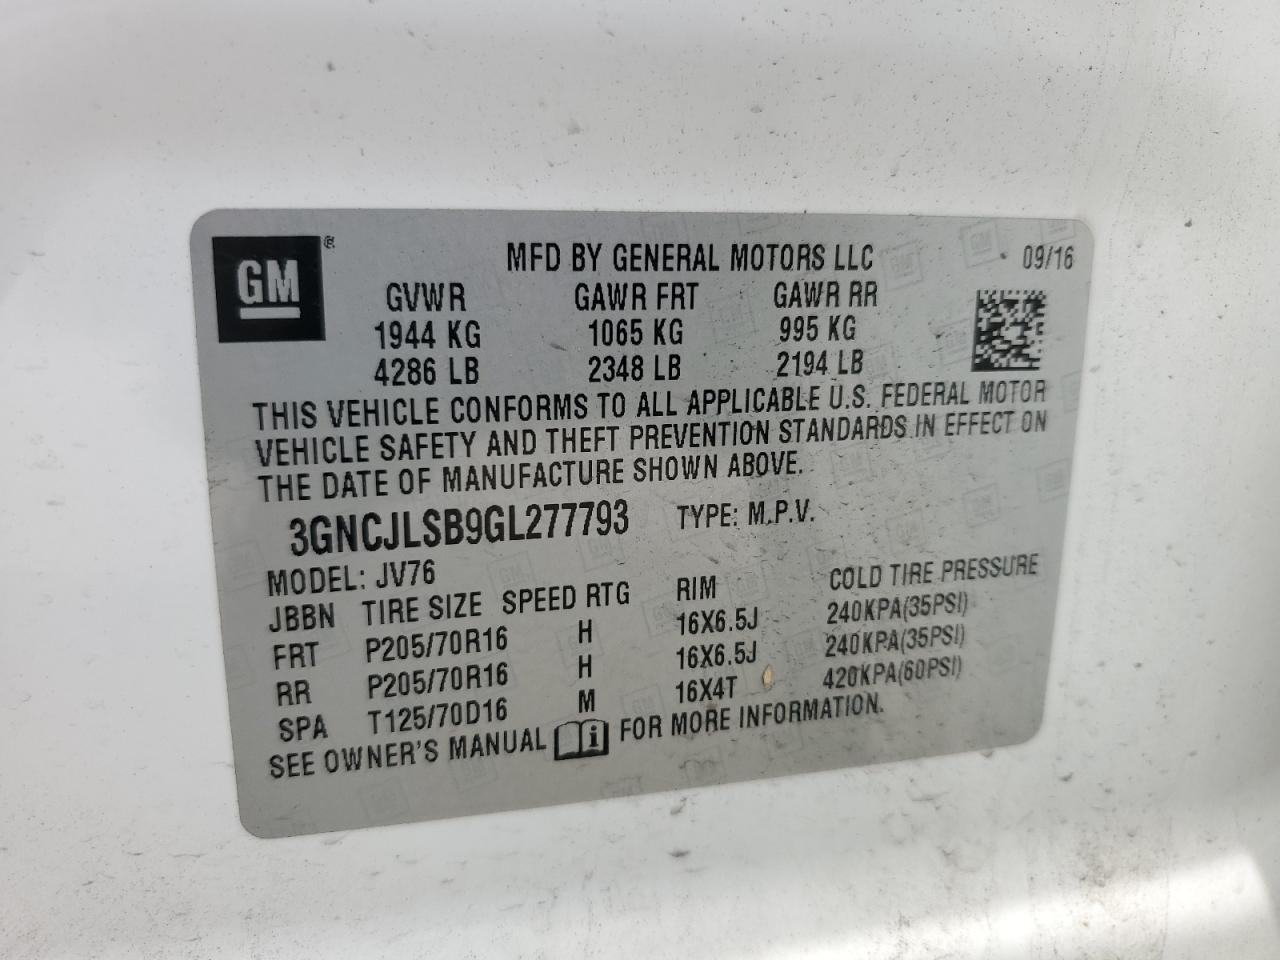 GM ®
MFD BY GENERAL MOTORS LLC 09/16
GVWR GAWR FRT GAWR RR
1944 KG 1065 KG 995 KG
4286 LB 2348 LB 2194 LB
THIS VEHICLE CONFORMS TO ALL APPLICABLE U.S. FEDERAL MOTOR
VEHICLE SAFETY AND THEFT PREVENTION STANDARDS IN EFFECT ON
THE DATE OF MANUFACTURE SHOWN ABOVE.
3GNCJLSB9GL277793 TYPE: M.P.V.
MODEL: JV76
JBBN TIRE SIZE SPEED RTG RIM COLD TIRE PRESSURE
FRT P205/70R16 H 16X6.5J 240KPA(35PSI)
RR P205/70R16 H 16X6.5J 240KPA(35PSI)
SPA T125/70D16 M 16X4T 420KPA(60PSI)
SEE OWNER'S MANUAL i FOR MORE INFORMATION.